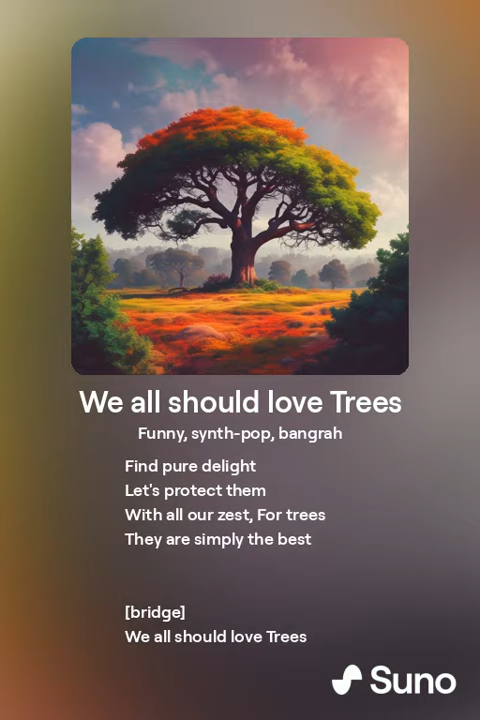 We all should love Trees
Funny, synth-pop, bangrah
Find pure delight
Let's protect them
With all our zest, For trees
They are simply the best
[bridge]
We all should love Trees
Suno